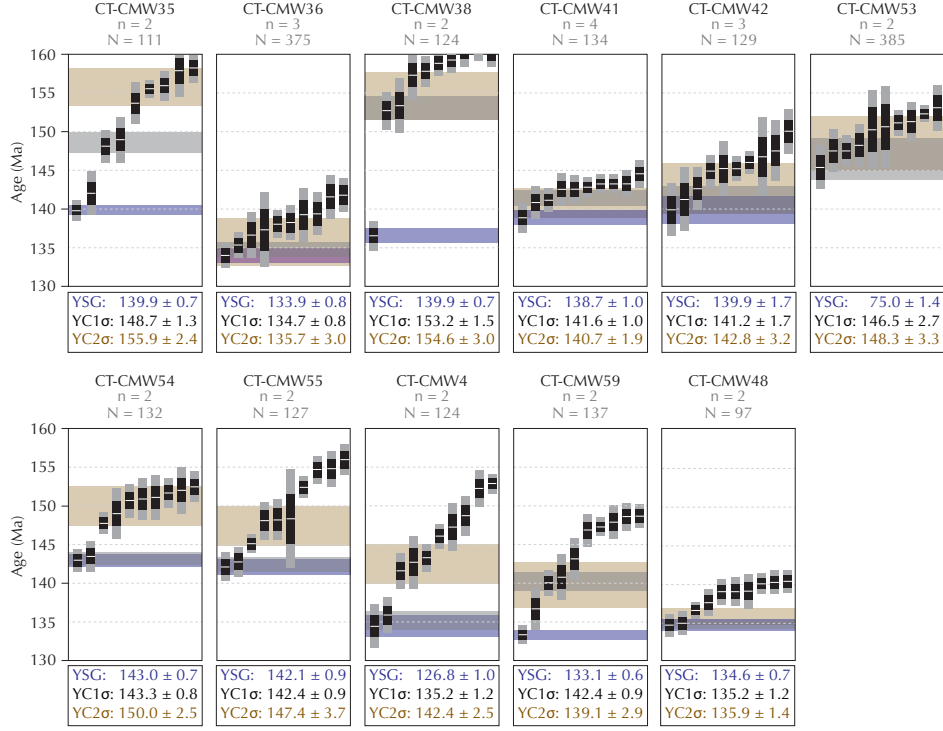 CT-CMW35
n = 2
N = 111
CT-CMW36
n = 3
N = 375
CT-CMW38
n = 2
N = 124
CT-CMW41
n = 4
N = 134
CT-CMW42
n = 3
N = 129
CT-CMW53
n = 2
N = 385
160
155
150
145
140
135
130
Age (Ma)
YSG: 139.9 ± 0.7
YC1σ: 148.7 ± 1.3
YC2σ: 155.9 ± 2.4
YSG: 133.9 ± 0.8
YC1σ: 134.7 ± 0.8
YC2σ: 135.7 ± 3.0
YSG: 139.9 ± 0.7
YC1σ: 153.2 ± 1.5
YC2σ: 154.6 ± 3.0
YSG: 138.7 ± 1.0
YC1σ: 141.6 ± 1.0
YC2σ: 140.7 ± 1.9
YSG: 139.9 ± 1.7
YC1σ: 141.2 ± 1.7
YC2σ: 142.8 ± 3.2
YSG: 75.0 ± 1.4
YC1σ: 146.5 ± 2.7
YC2σ: 148.3 ± 3.3
CT-CMW54
n = 2
N = 132
CT-CMW55
n = 2
N = 127
CT-CMW4
n = 2
N = 124
CT-CMW59
n = 2
N = 137
CT-CMW48
n = 2
N = 97
160
155
150
145
140
135
130
Age (Ma)
YSG: 143.0 ± 0.7
YC1σ: 143.3 ± 0.8
YC2σ: 150.0 ± 2.5
YSG: 142.1 ± 0.9
YC1σ: 142.4 ± 0.9
YC2σ: 147.4 ± 3.7
YSG: 126.8 ± 1.0
YC1σ: 135.2 ± 1.2
YC2σ: 142.4 ± 2.5
YSG: 133.1 ± 0.6
YC1σ: 142.4 ± 0.9
YC2σ: 139.1 ± 2.9
YSG: 134.6 ± 0.7
YC1σ: 135.2 ± 1.2
YC2σ: 135.9 ± 1.4